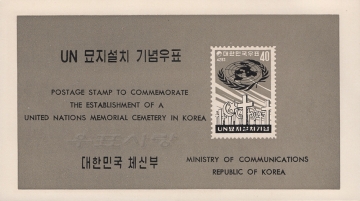 UN 묘지설치 기념우표
POSTAGE STAMP TO COMMEMORATE
THE ESTABLISHMENT OF A
UNITED NATIONS MEMORIAL CEMETERY IN KOREA
대한민국 체신부
MINISTRY OF COMMUNICATIONS
REPUBLIC OF KOREA
대한민국우표
40
UN묘지설치기념